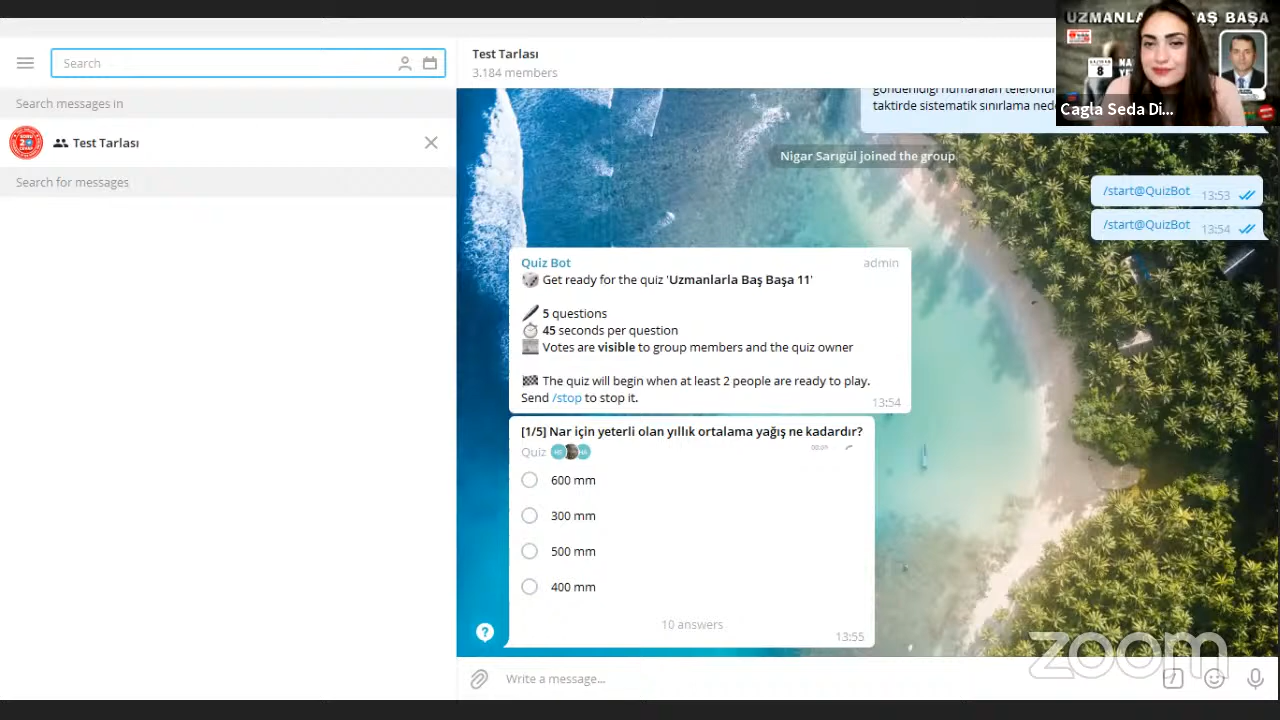 Search
Search messages in
Test Tarlası
Search for messages
Test Tarlası
3,184 members
gönderildiği numaraları telefonu
taktirde sistematik sınırlama nede
Nigar Sarıgül joined the group
/start@QuizBot 13:53
/start@QuizBot 13:54
Quiz Bot admin
Get ready for the quiz 'Uzmanlarla Baş Başa 11'
5 questions
45 seconds per question
Votes are visible to group members and the quiz owner
The quiz will begin when at least 2 people are ready to play.
Send /stop to stop it.
13:54
[1/5] Nar için yeterli olan yıllık ortalama yağış ne kadardır?
Quiz
600 mm
300 mm
500 mm
400 mm
10 answers
13:55
Write a message...
UZMANLA AŞ BAŞA
8
Cagla Seda Di...
zoom